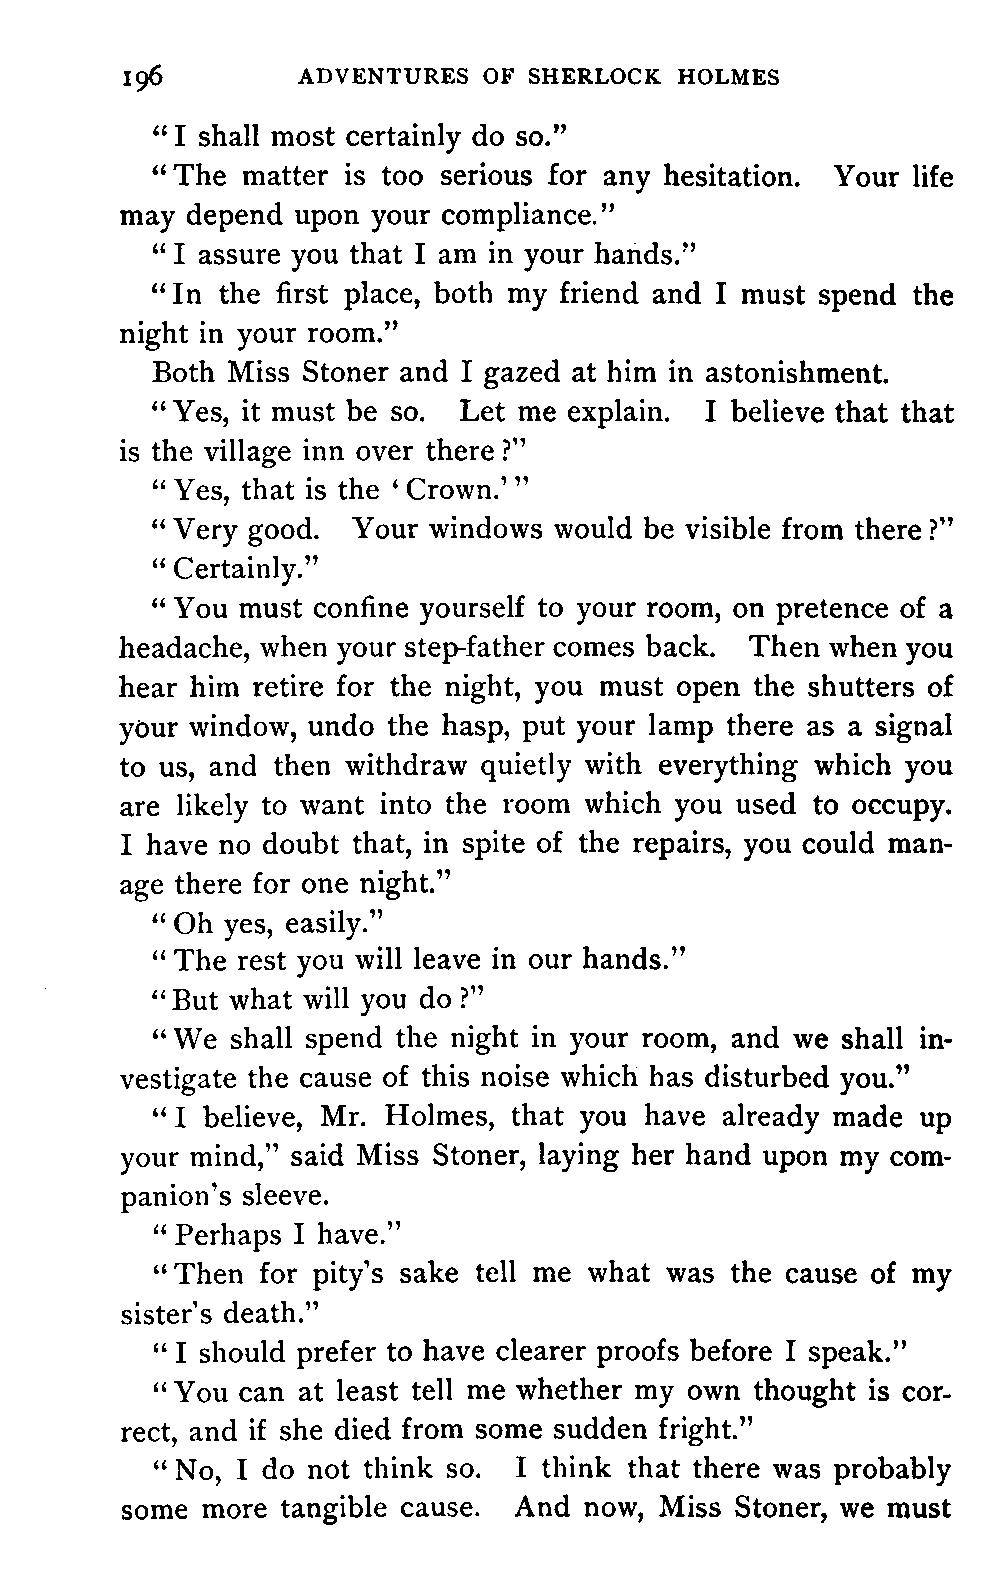 196 ADVENTURES OF SHERLOCK HOLMES
“I shall most certainly do so.”
“The matter is too serious for any hesitation. Your life
may depend upon your compliance.”
“I assure you that I am in your hands.”
“In the first place, both my friend and I must spend the
night in your room.”
Both Miss Stoner and I gazed at him in astonishment.
“Yes, it must be so. Let me explain. I believe that that
is the village inn over there?”
“Yes, that is the ‘Crown.’”
“Very good. Your windows would be visible from there?”
“Certainly.”
“You must confine yourself to your room, on pretence of a
headache, when your step-father comes back. Then when you
hear him retire for the night, you must open the shutters of
your window, undo the hasp, put your lamp there as a signal
to us, and then withdraw quietly with everything which you
are likely to want into the room which you used to occupy.
I have no doubt that, in spite of the repairs, you could man-
age there for one night.”
“Oh yes, easily.”
“The rest you will leave in our hands.”
“But what will you do?”
“We shall spend the night in your room, and we shall in-
vestigate the cause of this noise which has disturbed you.”
“I believe, Mr. Holmes, that you have already made up
your mind,” said Miss Stoner, laying her hand upon my com-
panion’s sleeve.
“Perhaps I have.”
“Then for pity’s sake tell me what was the cause of my
sister’s death.”
“I should prefer to have clearer proofs before I speak.”
“You can at least tell me whether my own thought is cor-
rect, and if she died from some sudden fright.”
“No, I do not think so. I think that there was probably
some more tangible cause. And now, Miss Stoner, we must